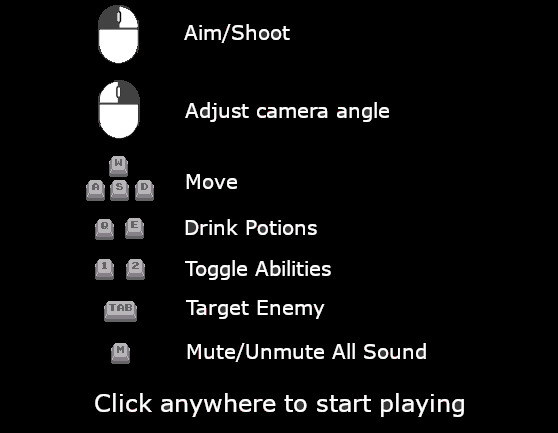 Aim/Shoot
Adjust camera angle
W
A S D Move
Q E Drink Potions
1 2 Toggle Abilities
TAB Target Enemy
M Mute/Unmute All Sound
Click anywhere to start playing